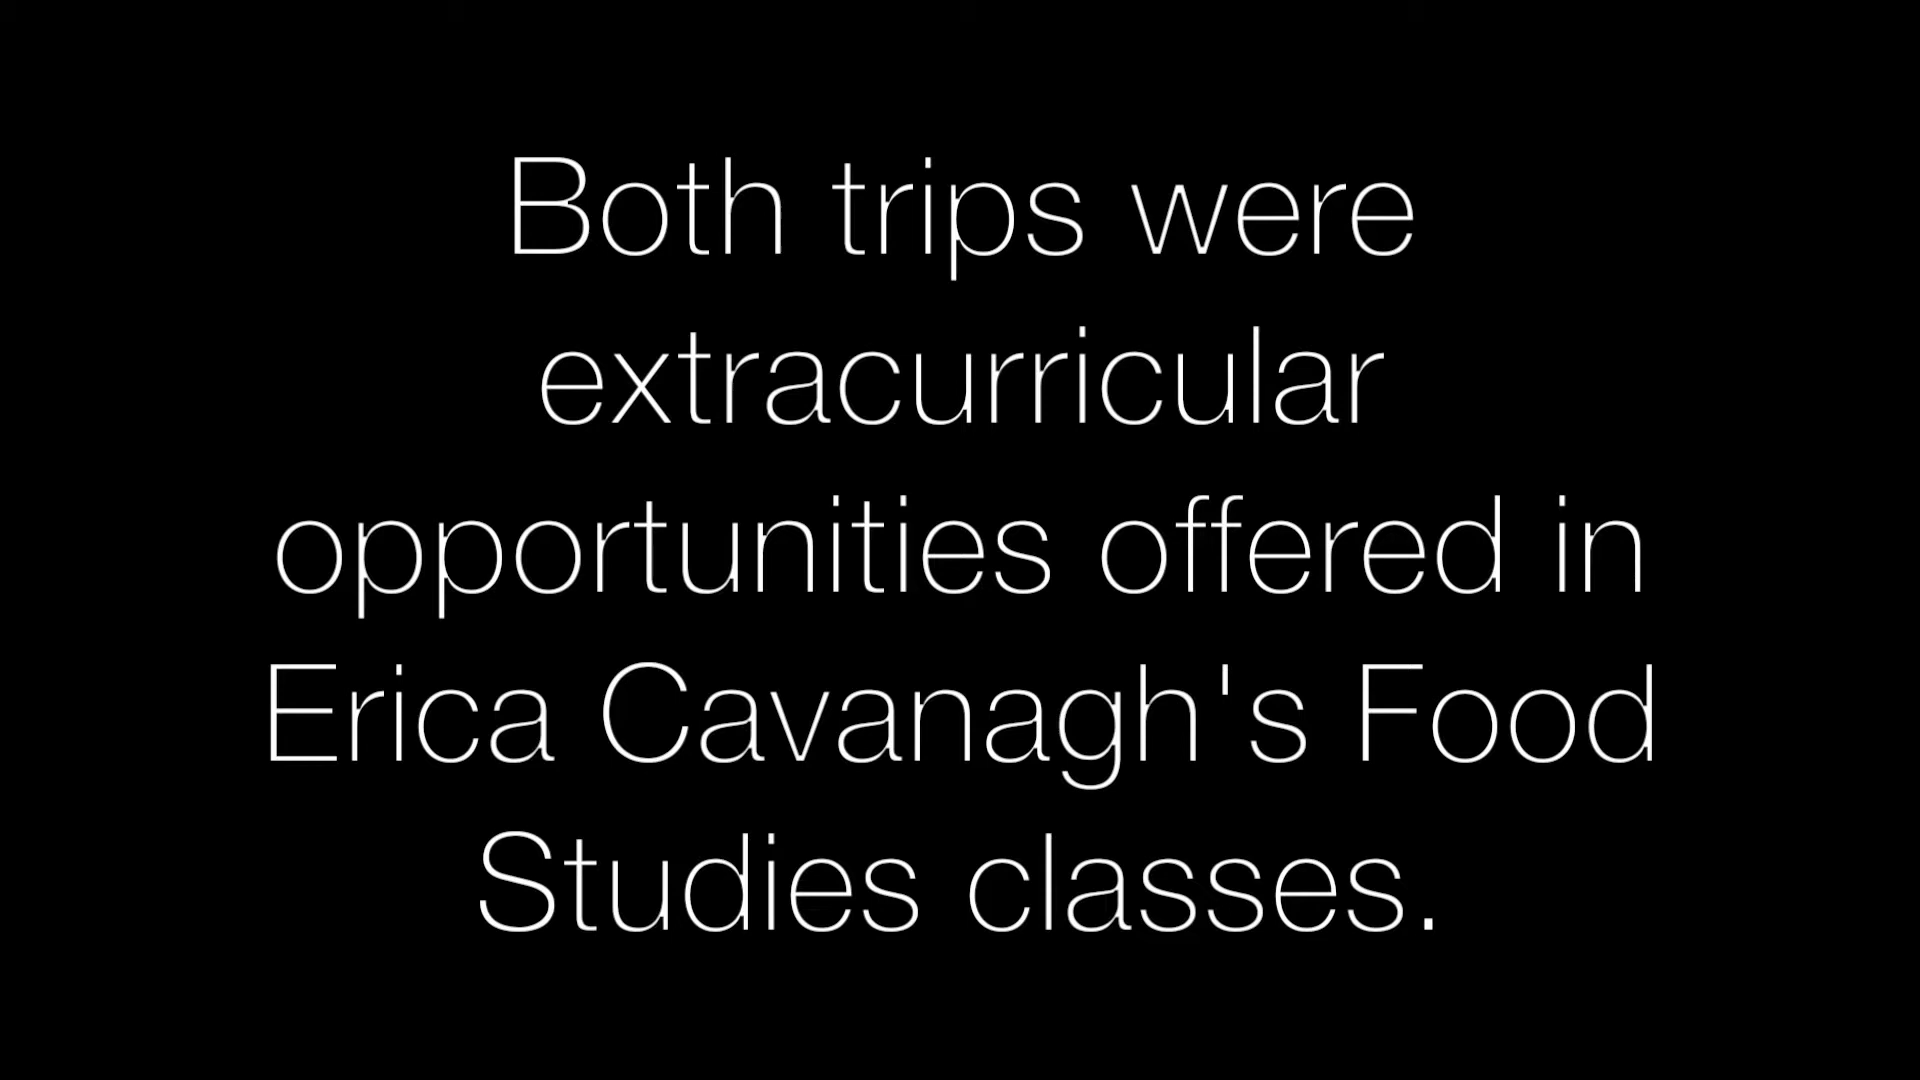 Both trips were
extracurricular
opportunities offered in
Erica Cavanagh's Food
Studies classes.